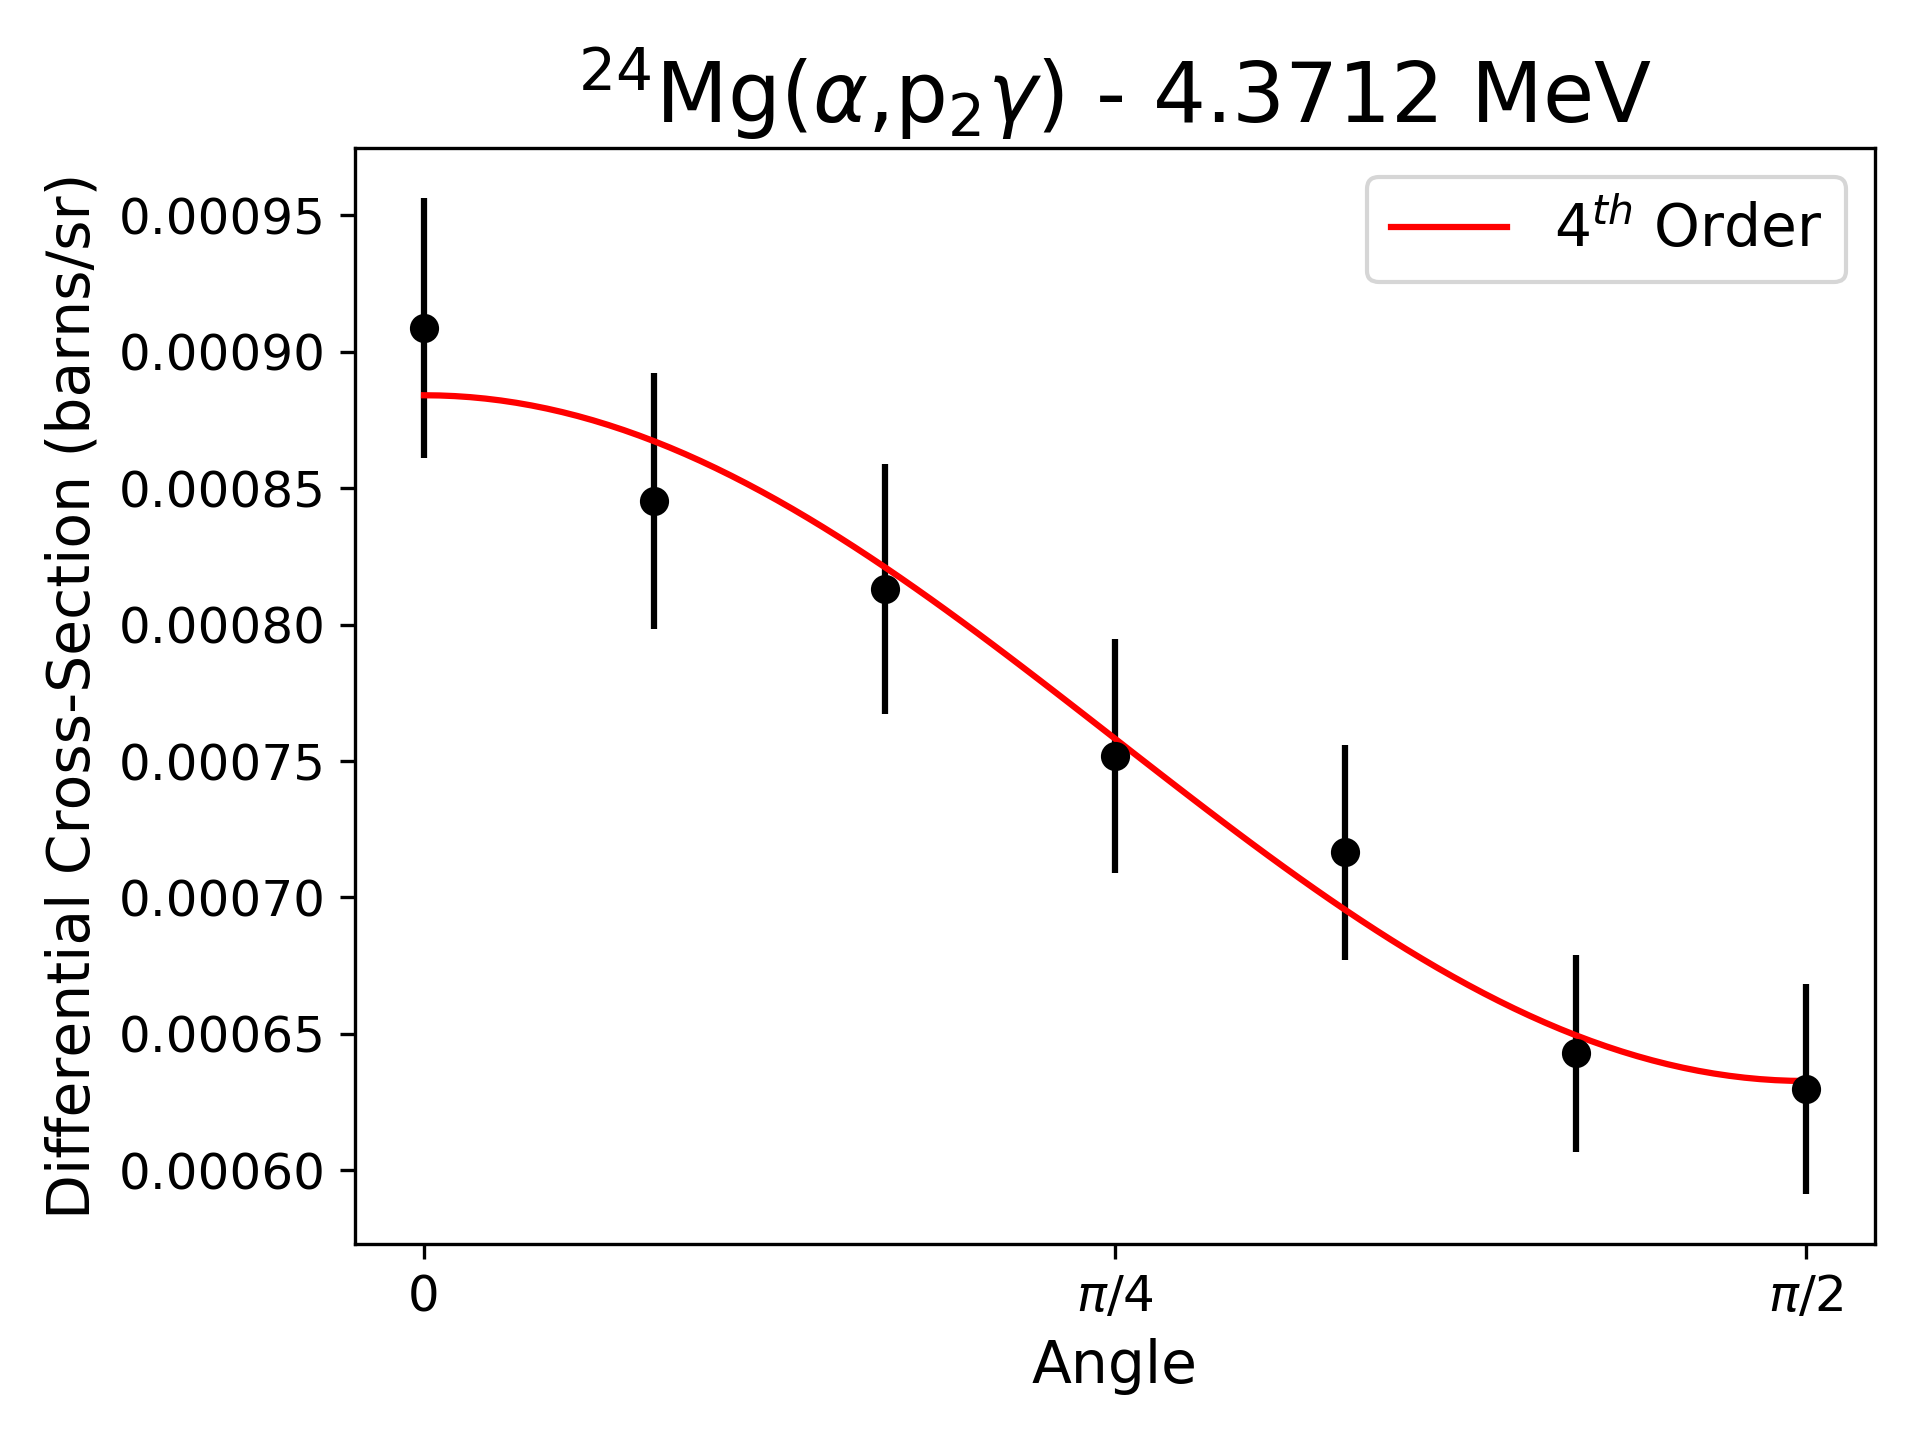 ²⁴Mg(α,p₂γ) - 4.3712 MeV
4ᵗʰ Order
Differential Cross-Section (barns/sr)
0.00095
0.00090
0.00085
0.00080
0.00075
0.00070
0.00065
0.00060
0 π/4 π/2
Angle